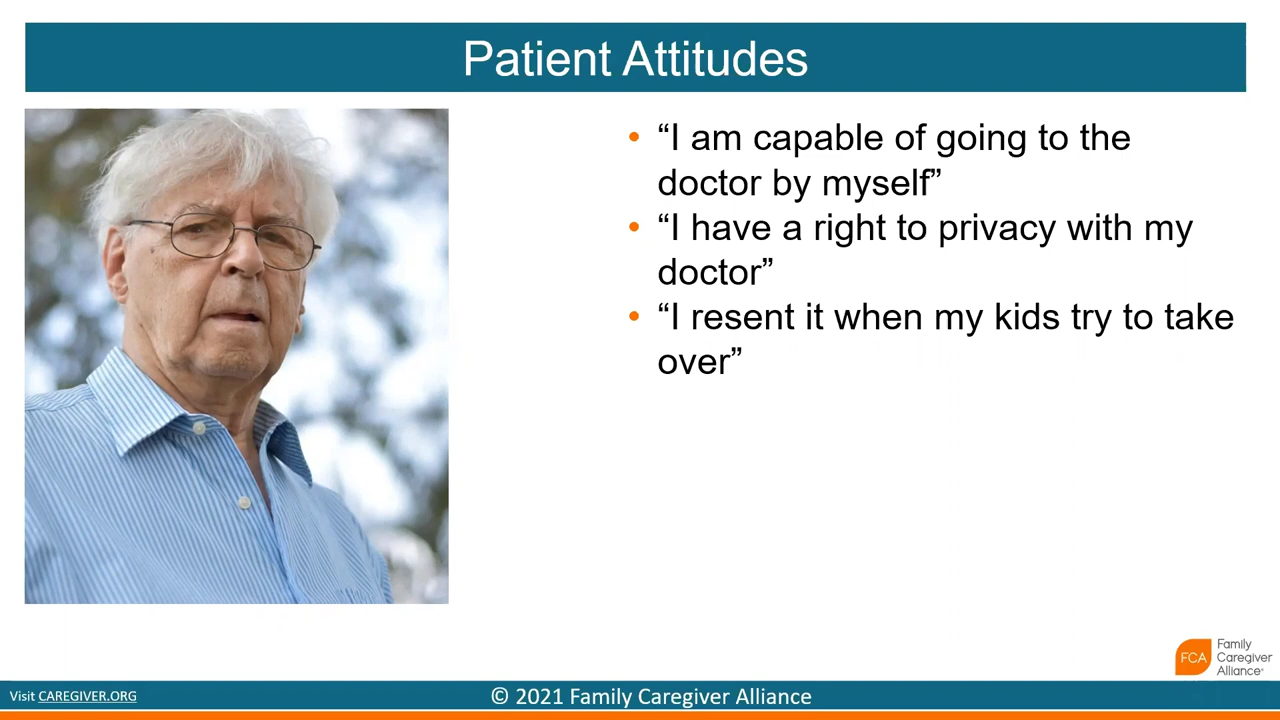 Patient Attitudes
• “I am capable of going to the
doctor by myself”
• “I have a right to privacy with my
doctor”
• “I resent it when my kids try to take
over”
FCA
Family
Caregiver
Alliance®
Visit CAREGIVER.ORG
© 2021 Family Caregiver Alliance